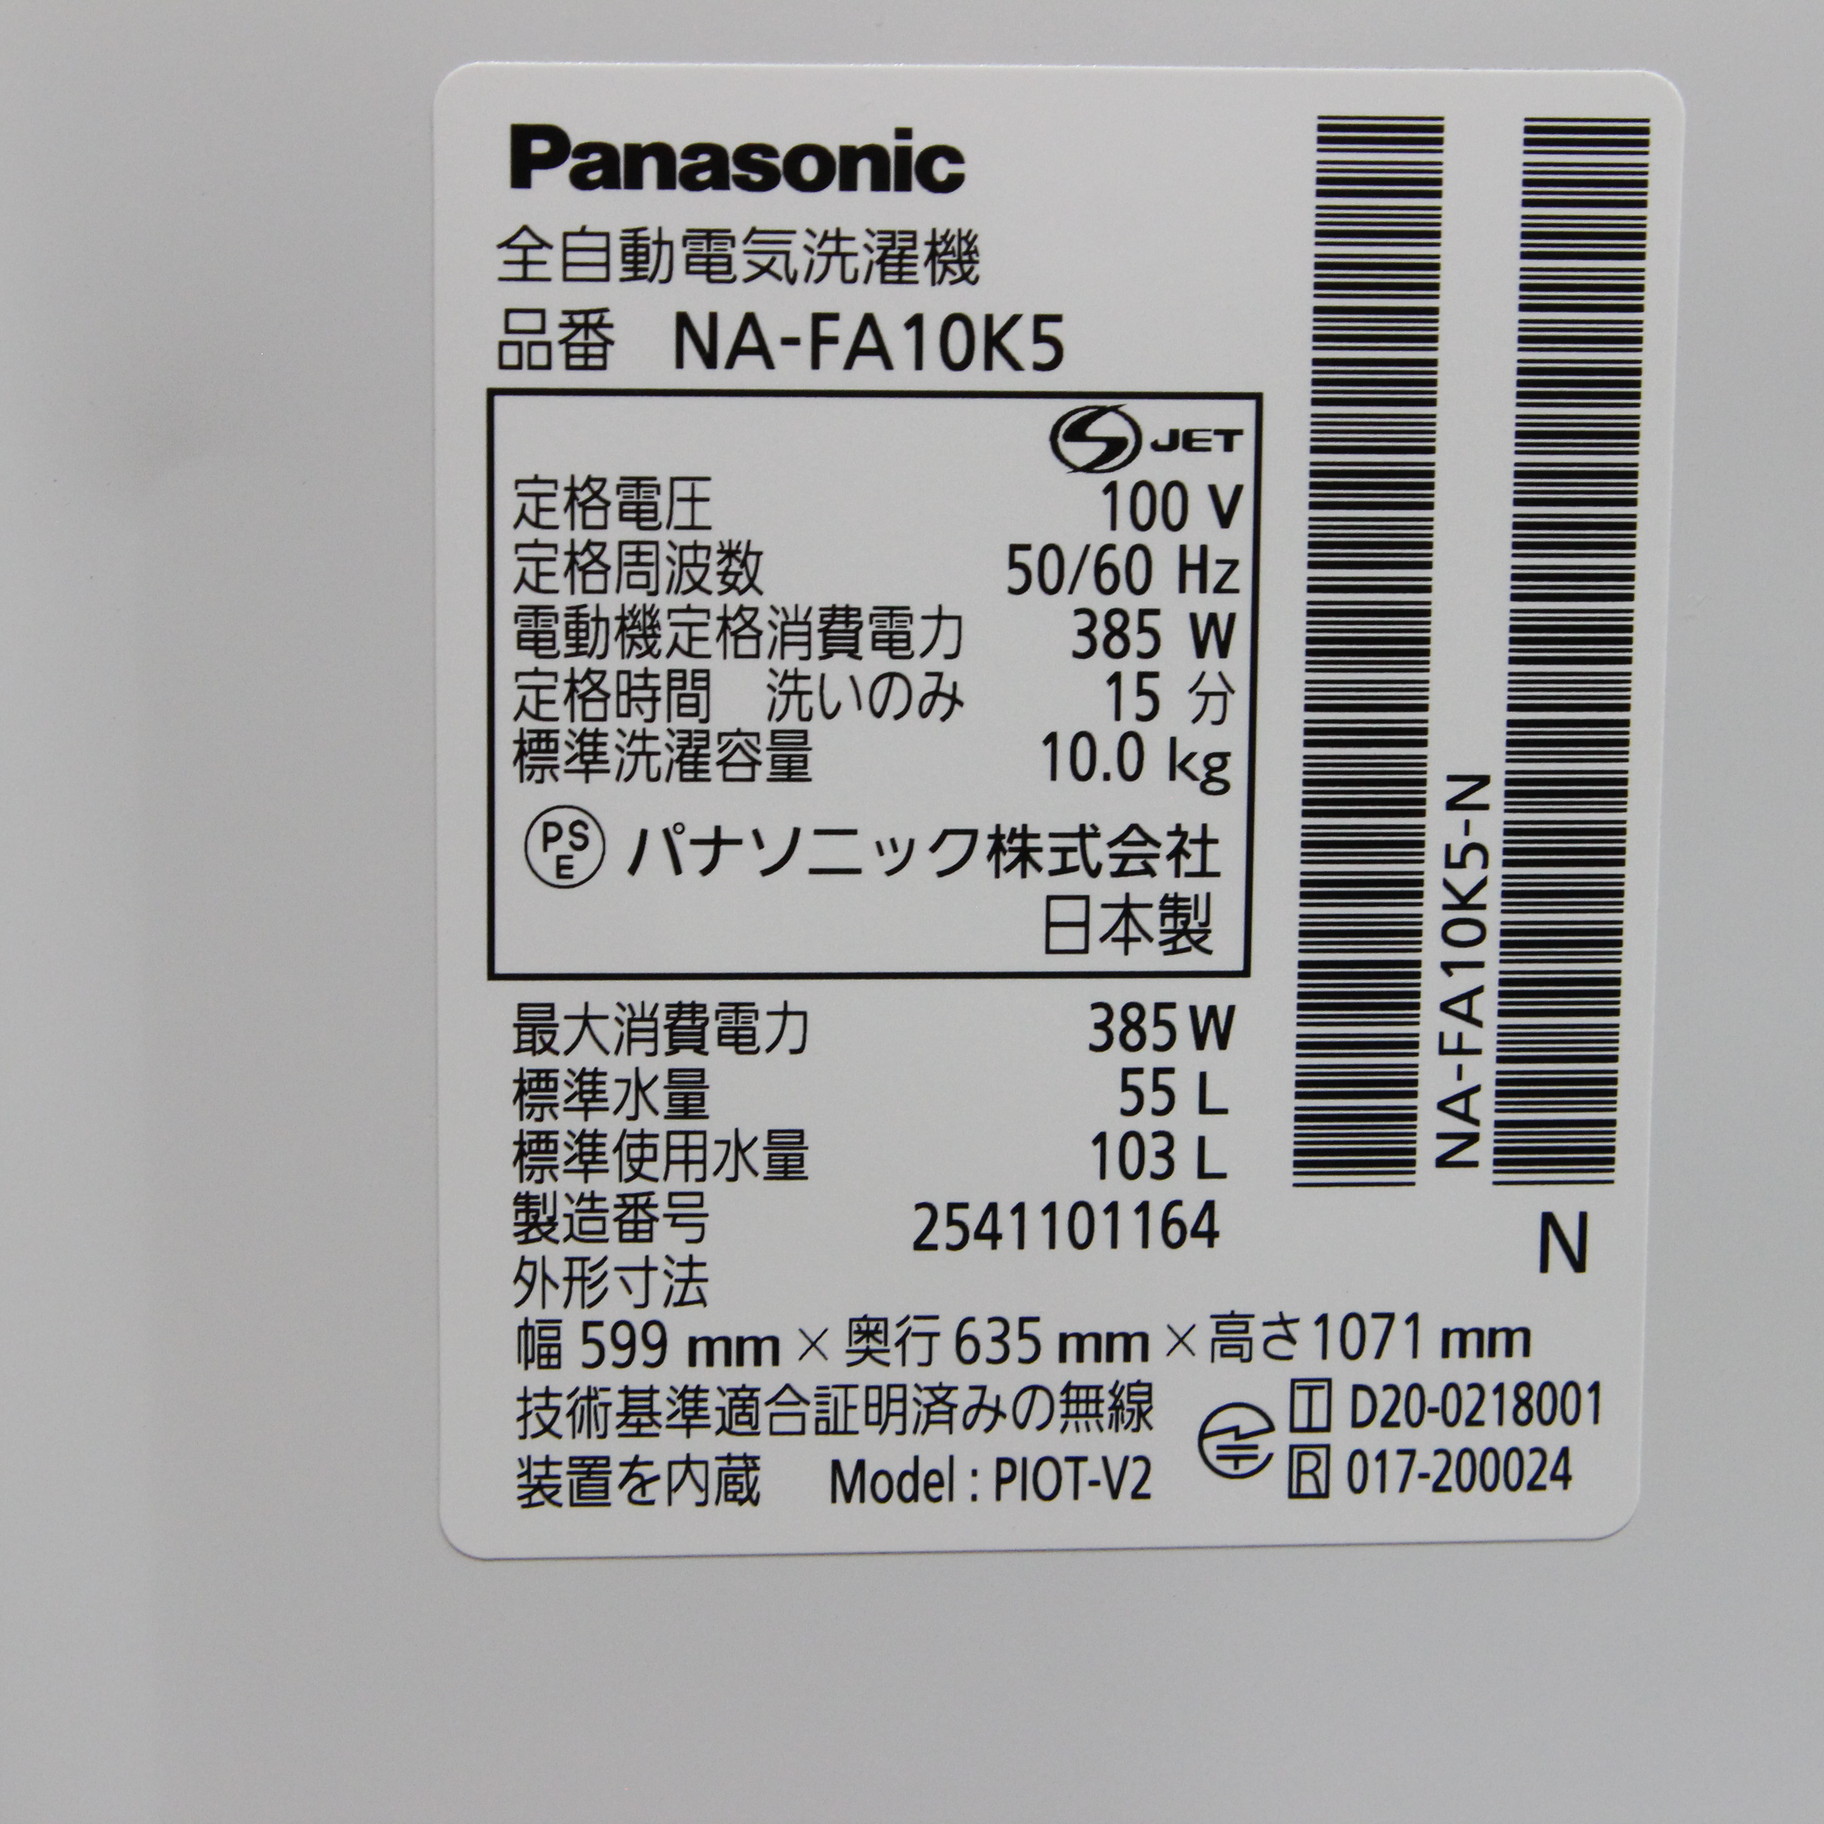 Panasonic
全自動電気洗濯機
品番 NA-FA10K5
S JET
定格電圧 100 V
定格周波数 50/60 Hz
電動機定格消費電力 385 W
定格時間 洗いのみ 15 分
標準洗濯容量 10.0 kg
PSE パナソニック株式会社
日本製
最大消費電力 385W
標準水量 55 L
標準使用水量 103 L
製造番号 2541101164
外形寸法
幅 599 mm × 奥行 635 mm × 高さ1071 mm
技術基準適合証明済みの無線 T D20-0218001
装置を内蔵 Model : PIOT-V2 R 017-200024
NA-FA10K5-N
N